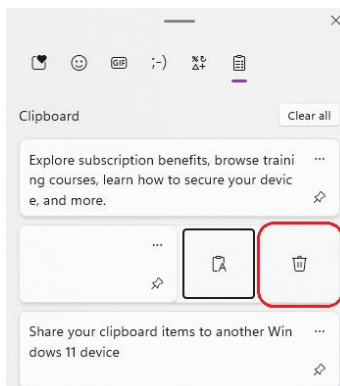 GIF ;-)
Clipboard
Clear all
Explore subscription benefits, browse traini
ng courses, learn how to secure your devic
e, and more.
Share your clipboard items to another Win
dows 11 device